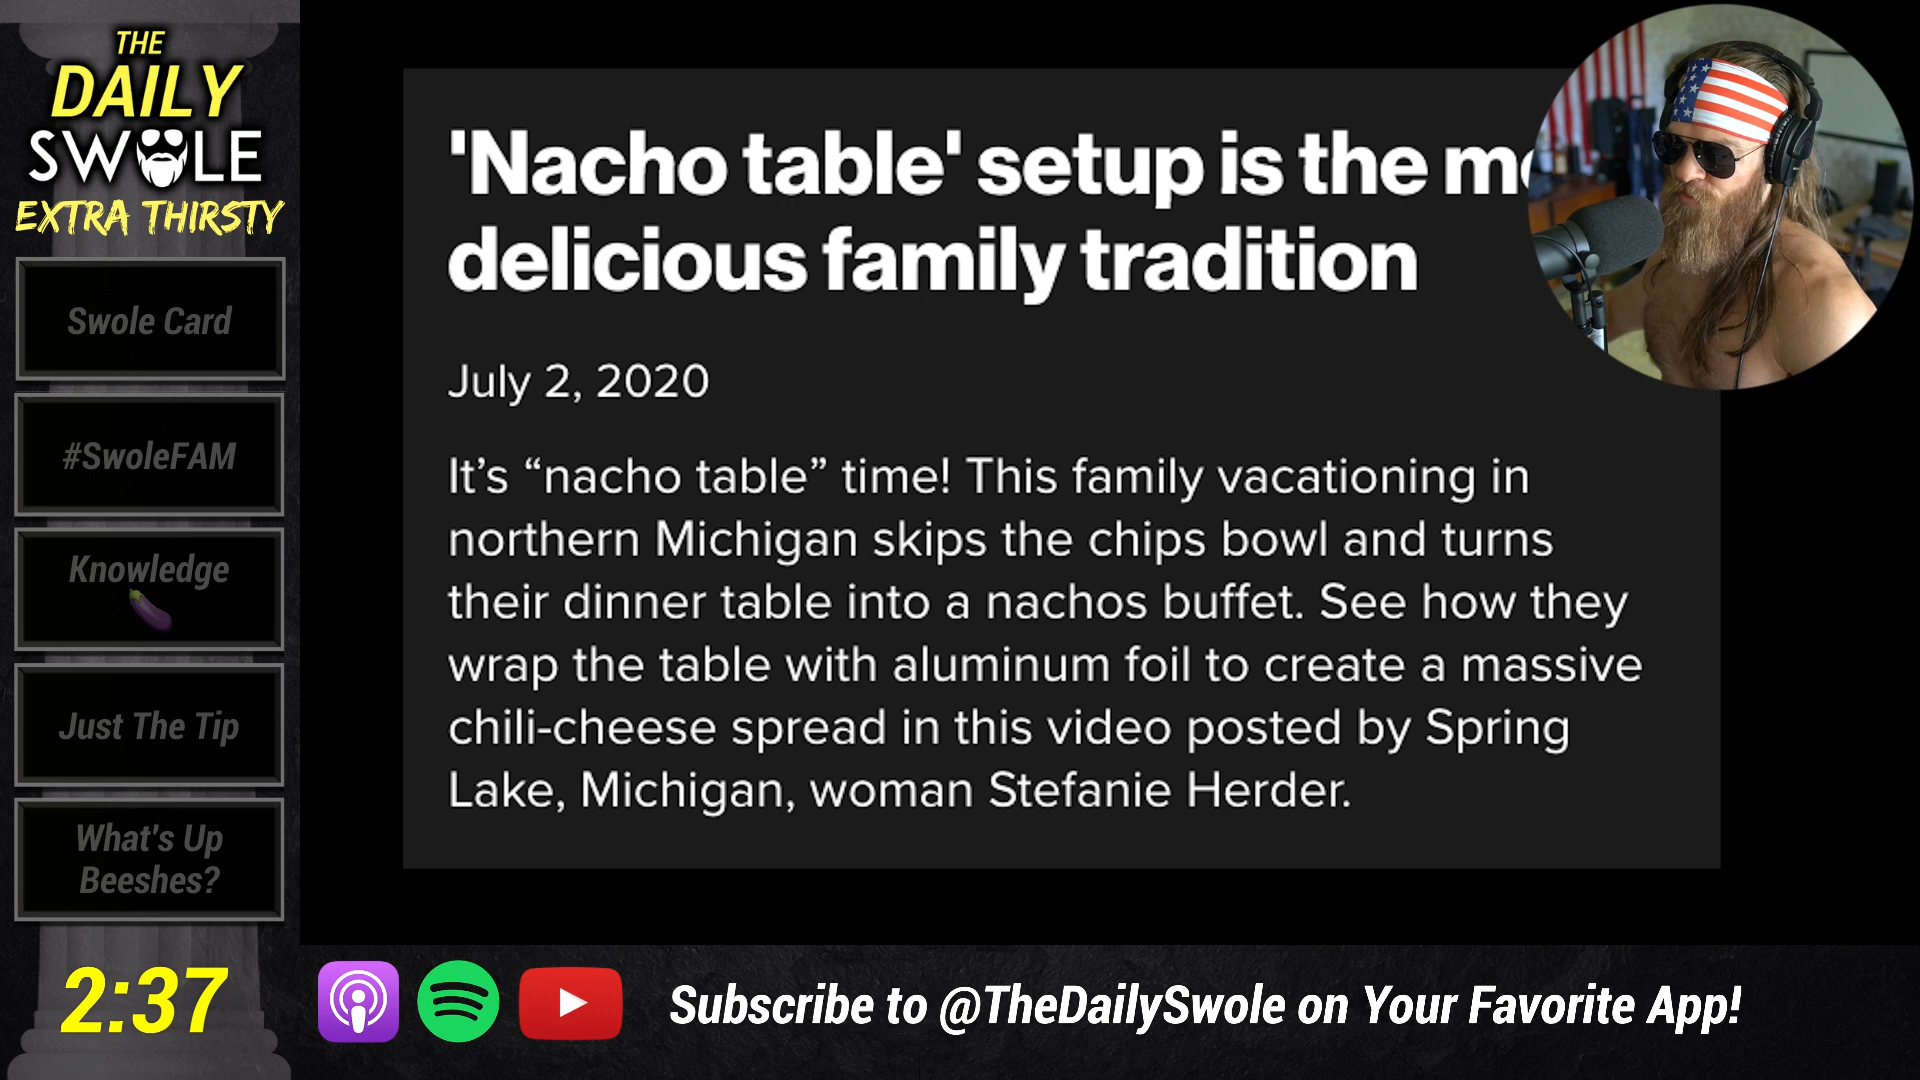 THE
DAILY
SWOLE
EXTRA THIRSTY
Swole Card
#SwoleFAM
Knowledge
Just The Tip
What's Up
Beeshes?
2:37
'Nacho table' setup is the
delicious family tradition
July 2, 2020
It’s “nacho table” time! This family vacationing in
northern Michigan skips the chips bowl and turns
their dinner table into a nachos buffet. See how they
wrap the table with aluminum foil to create a massive
chili-cheese spread in this video posted by Spring
Lake, Michigan, woman Stefanie Herder.
Subscribe to @TheDailySwole on Your Favorite App!